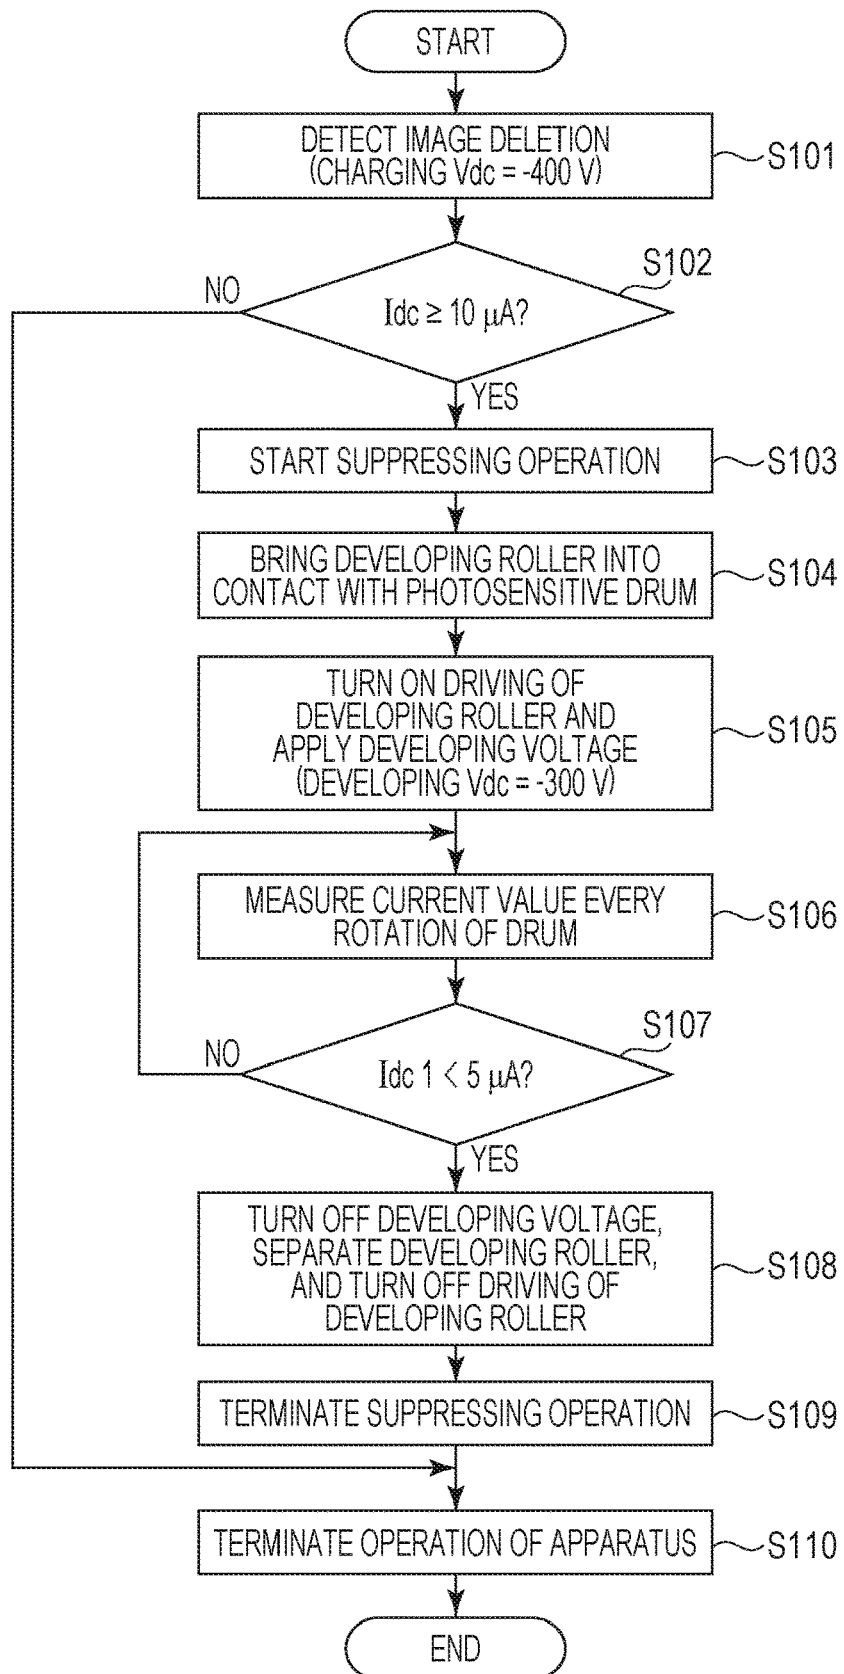 START
DETECT IMAGE DELETION
(CHARGING Vdc = -400 V)
S101
S102
NO
Idc ≥ 10 μA?
YES
START SUPPRESSING OPERATION
S103
BRING DEVELOPING ROLLER INTO
CONTACT WITH PHOTOSENSITIVE DRUM
S104
TURN ON DRIVING OF
DEVELOPING ROLLER AND
APPLY DEVELOPING VOLTAGE
(DEVELOPING Vdc = -300 V)
S105
MEASURE CURRENT VALUE EVERY
ROTATION OF DRUM
S106
S107
NO
Idc 1 < 5 μA?
YES
TURN OFF DEVELOPING VOLTAGE,
SEPARATE DEVELOPING ROLLER,
AND TURN OFF DRIVING OF
DEVELOPING ROLLER
S108
TERMINATE SUPPRESSING OPERATION
S109
TERMINATE OPERATION OF APPARATUS
S110
END